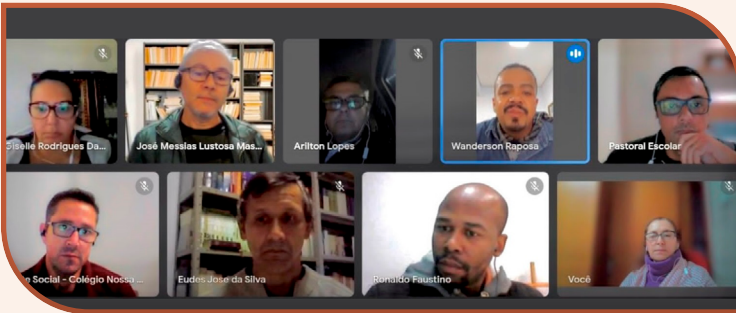 Giselle Rodrigues Da...
José Messias Lustosa Mas...
Arilton Lopes
Wanderson Raposa
Pastoral Escolar
e Social - Colégio Nossa ...
Eudes José da Silva
Ronaldo Faustino
Você